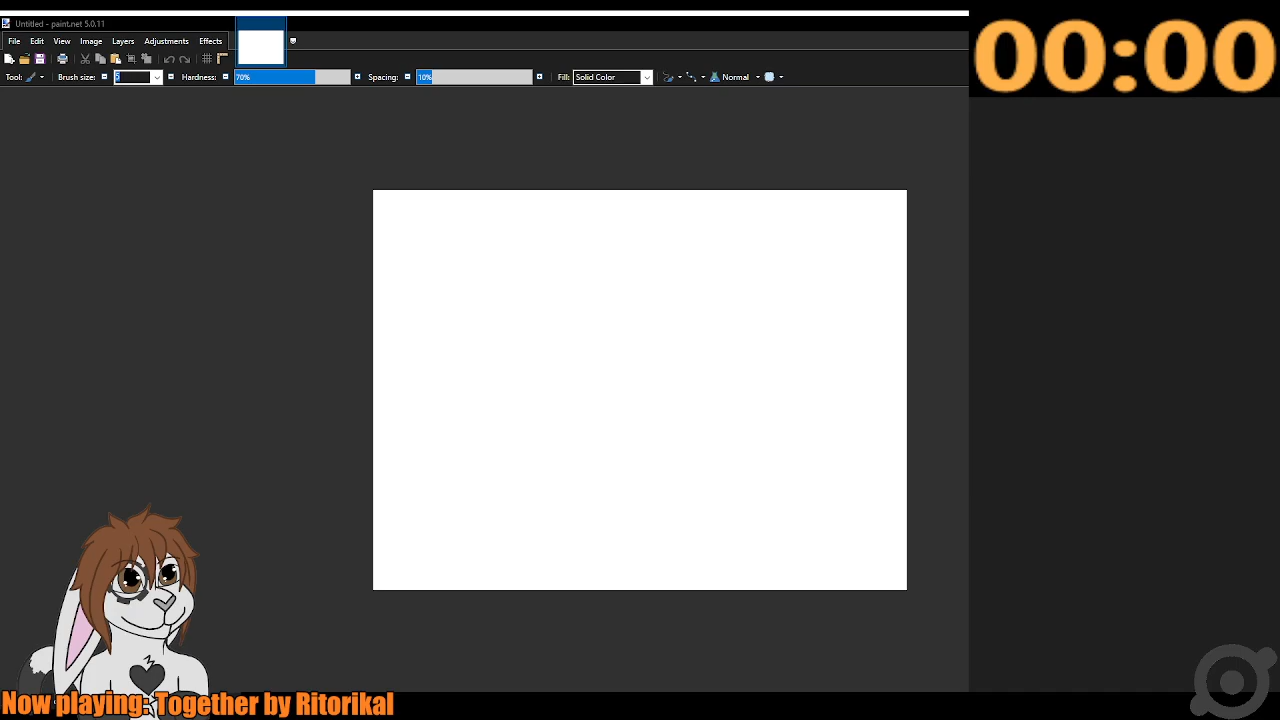 Untitled - paint.net 5.0.11
00:00
File Edit View Image Layers Adjustments Effects
Tool: Brush size: 5 Hardness: 70% Spacing: 10% Fill: Solid Color Normal
Now playing: Together by Ritorikal